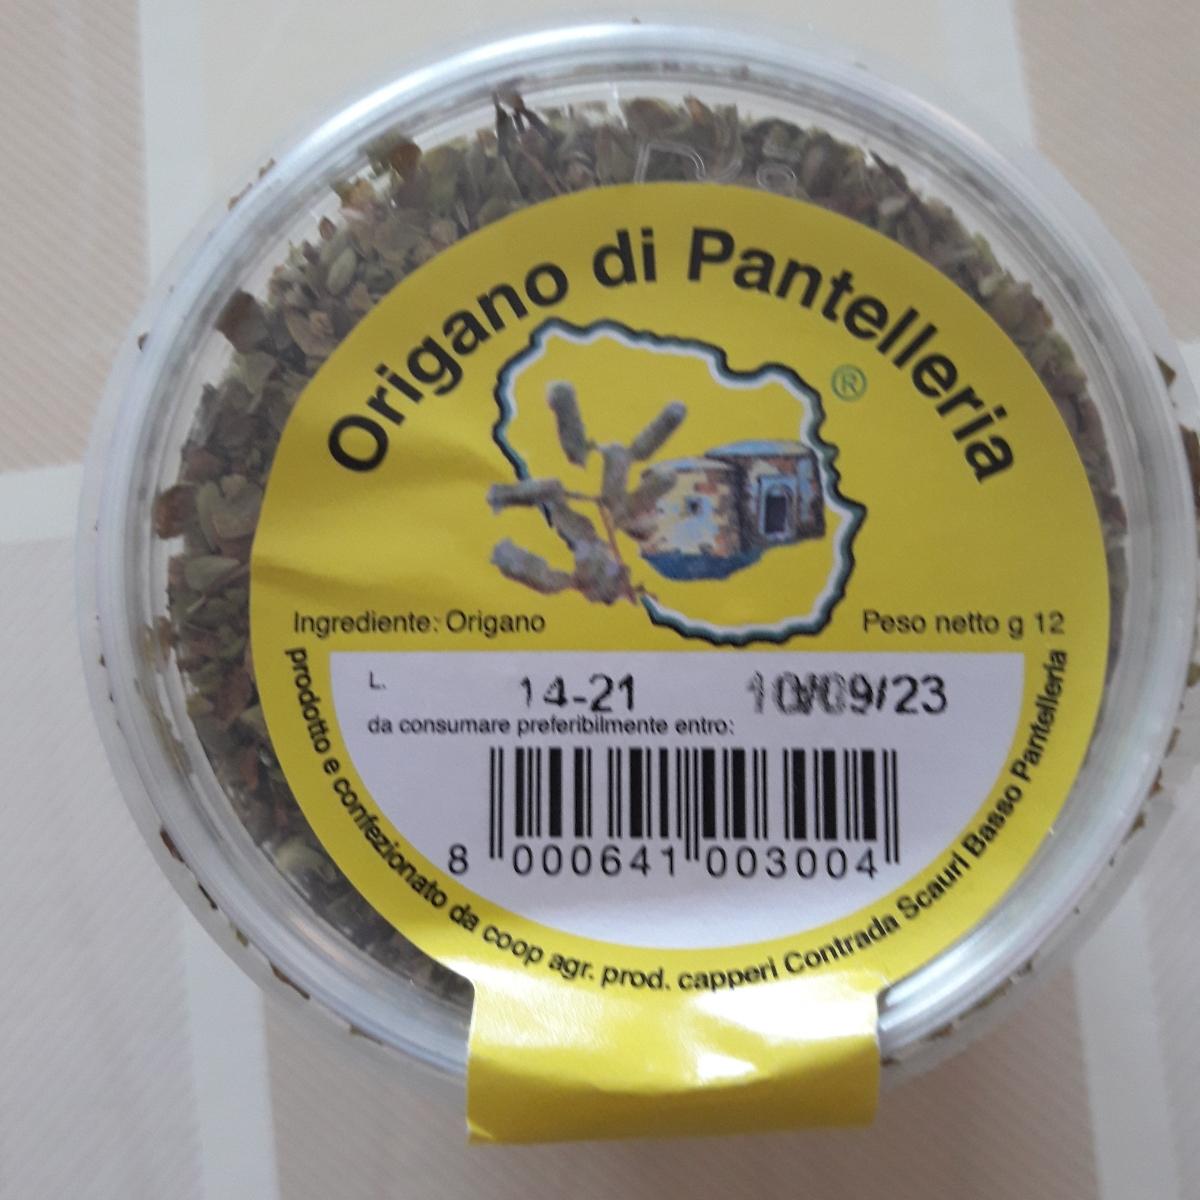 Origano di Pantelleria
®
Ingrediente: Origano
Peso netto g 12
L. 14-21 10/09/23
da consumare preferibilmente entro:
8 000641 003004
prodotto e confezionato da coop agr. prod. capperi Contrada Scauri Basso Pantelleria